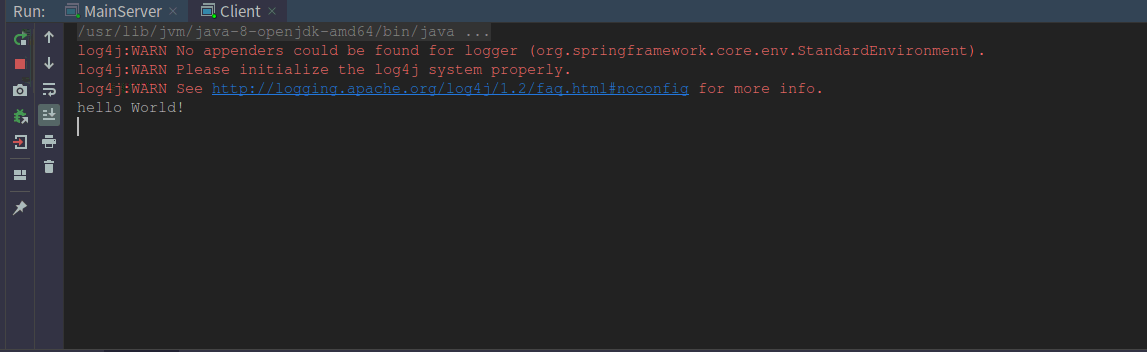 Run: MainServer Client
/usr/lib/jvm/java-8-openjdk-amd64/bin/java ...
log4j:WARN No appenders could be found for logger (org.springframework.core.env.StandardEnvironment).
log4j:WARN Please initialize the log4j system properly.
log4j:WARN See http://logging.apache.org/log4j/1.2/faq.html#noconfig for more info.
hello World!